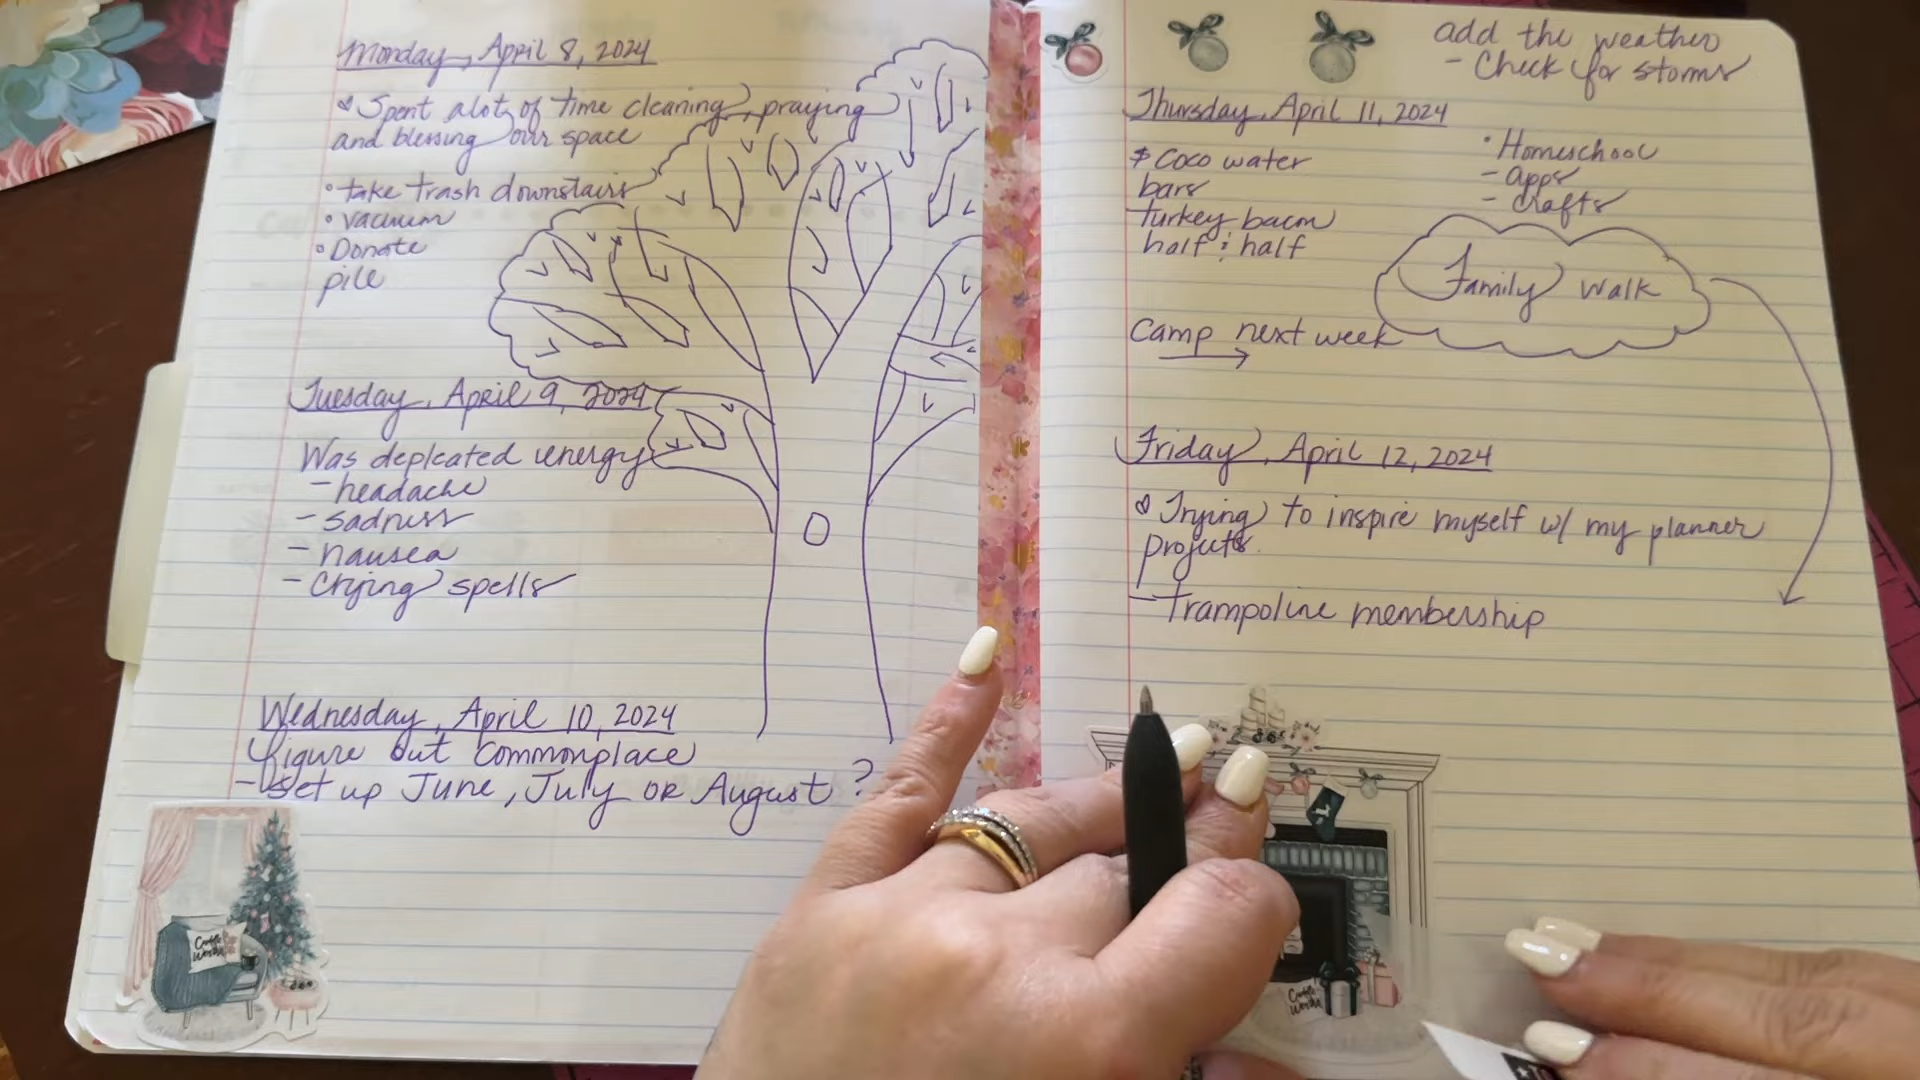 Monday, April 8, 2024
Spent alot of time cleaning, praying
and blessing our space
• take trash downstairs
• vacuum
• Donate
pile
Tuesday, April 9, 2024
Was depleated energy
- headache
- sadness
- nausea
- Crying spells
Wednesday, April 10, 2024
figure out commonplace
- Set up June, July or August?
add the weather
- Check for storms
Thursday, April 11, 2024
$ Coco water
bars
turkey bacon
half & half
• Homeschool
- apps
- crafts
Family walk
Camp next week
→
Friday, April 12, 2024
Trying to inspire myself w/ my planner
projects.
- Trampoline membership